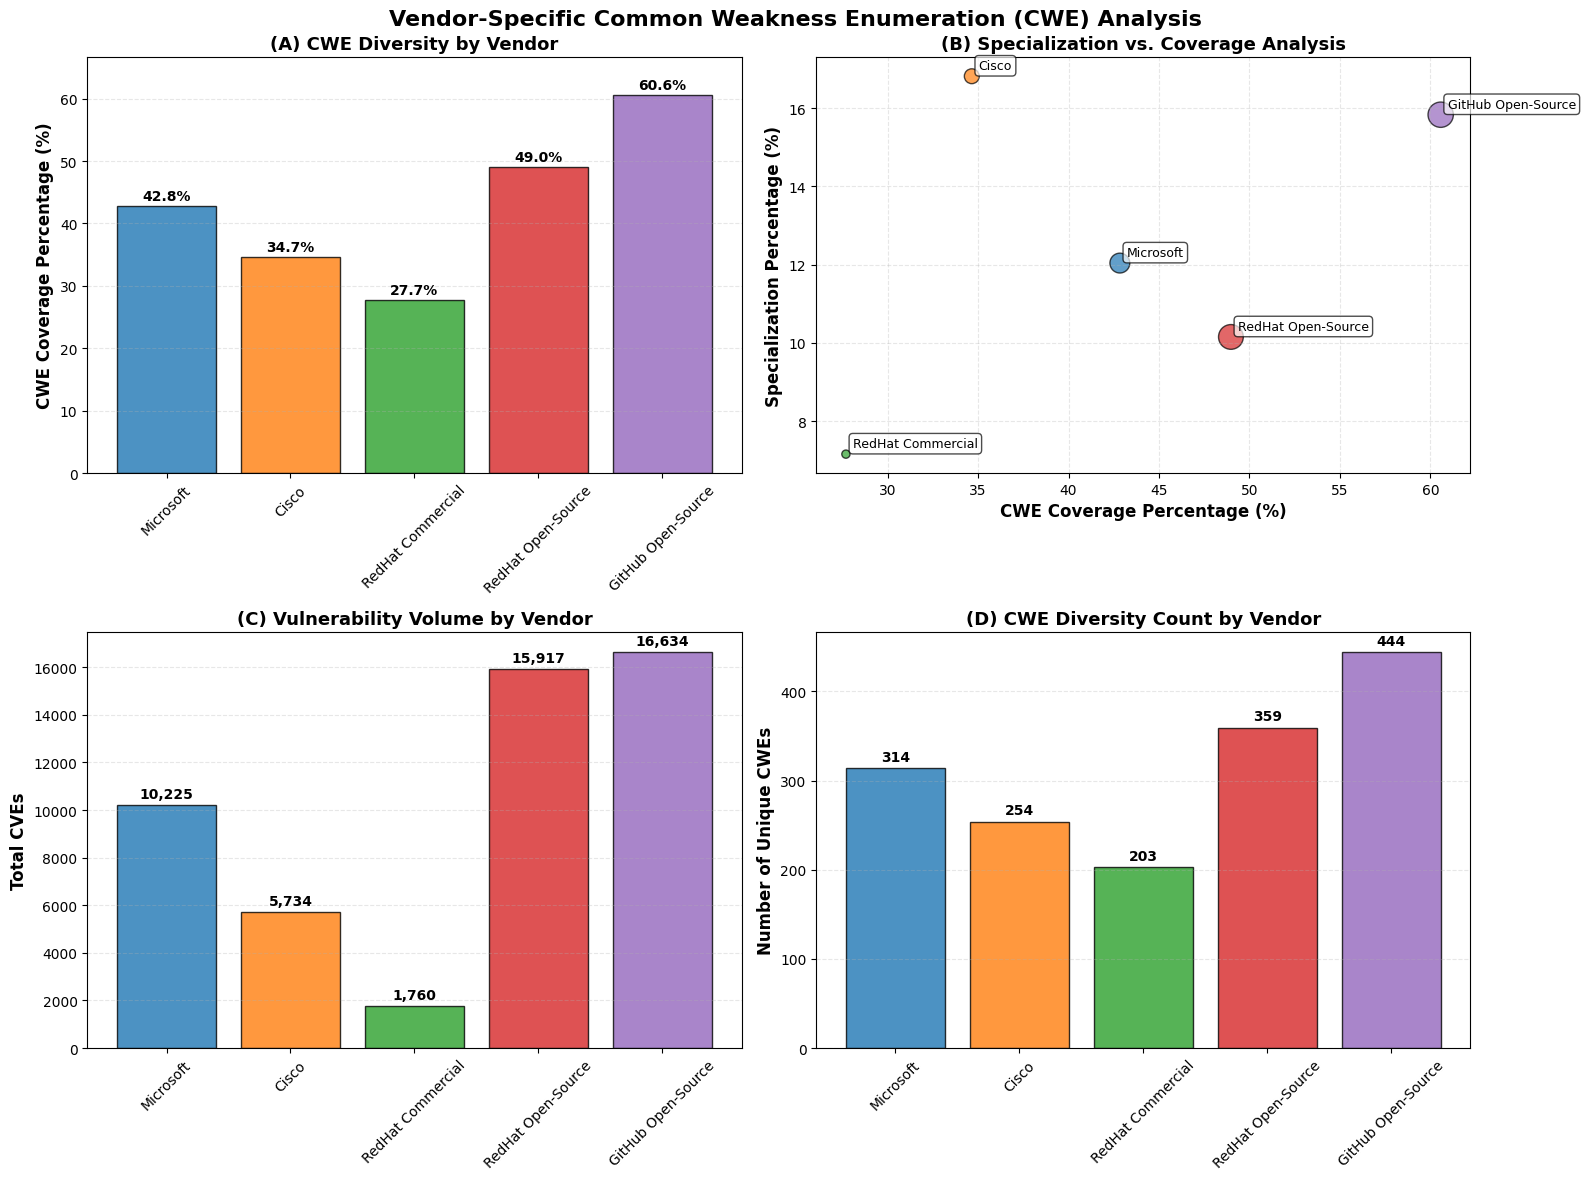 Vendor-Specific Common Weakness Enumeration (CWE) Analysis
(A) CWE Diversity by Vendor
CWE Coverage Percentage (%)
60
50
40
30
20
10
0
42.8%
34.7%
27.7%
49.0%
60.6%
Microsoft
Cisco
RedHat Commercial
RedHat Open-Source
GitHub Open-Source
(B) Specialization vs. Coverage Analysis
Specialization Percentage (%)
16
14
12
10
8
Cisco
GitHub Open-Source
Microsoft
RedHat Open-Source
RedHat Commercial
30
35
40
45
50
55
60
CWE Coverage Percentage (%)
(C) Vulnerability Volume by Vendor
Total CVEs
16000
14000
12000
10000
8000
6000
4000
2000
0
10,225
5,734
1,760
15,917
16,634
Microsoft
Cisco
RedHat Commercial
RedHat Open-Source
GitHub Open-Source
(D) CWE Diversity Count by Vendor
Number of Unique CWEs
400
300
200
100
0
314
254
203
359
444
Microsoft
Cisco
RedHat Commercial
RedHat Open-Source
GitHub Open-Source